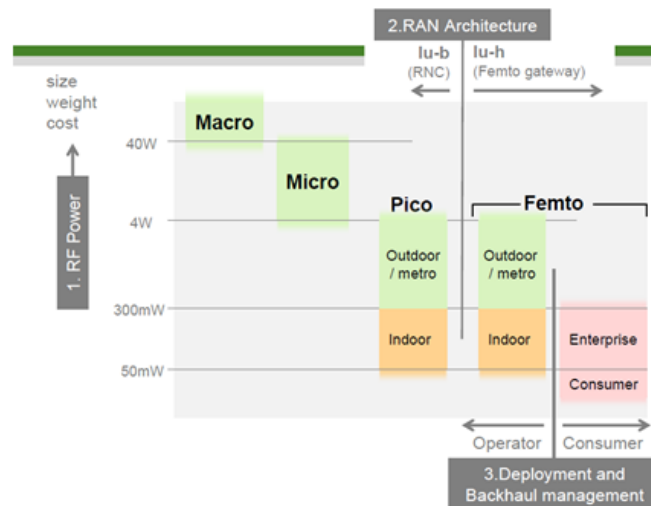 2.RAN Architecture
Iu-b
(RNC)
Iu-h
(Femto gateway)
size
weight
cost
1. RF Power
Macro
40W
Micro
Pico
Femto
4W
Outdoor
/ metro
Outdoor
/ metro
300mW
Indoor
Indoor
Enterprise
50mW
Consumer
Operator
Consumer
3.Deployment and
Backhaul management